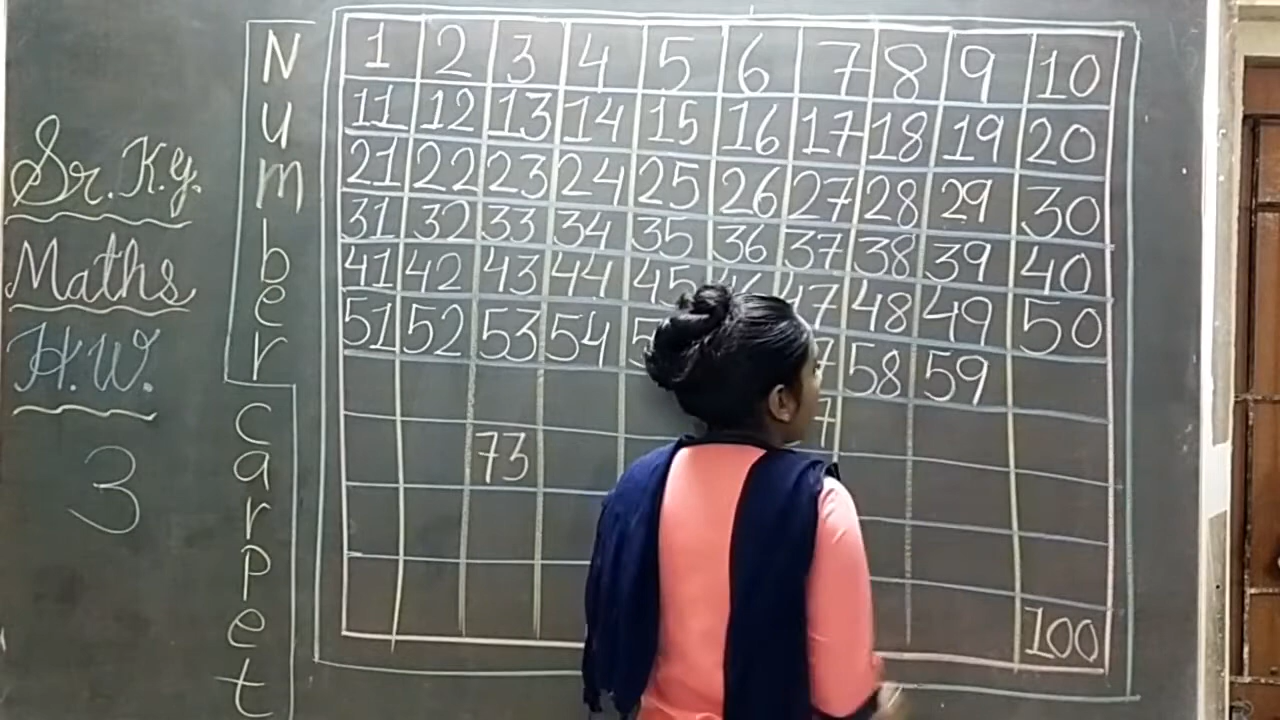 Sr. K.g.
Maths
H.W.
3
Number
Carpet
1 2 3 4 5 6 7 8 9 10
11 12 13 14 15 16 17 18 19 20
21 22 23 24 25 26 27 28 29 30
31 32 33 34 35 36 37 38 39 40
41 42 43 44 45 46 47 48 49 50
51 52 53 54 58 59
73
100